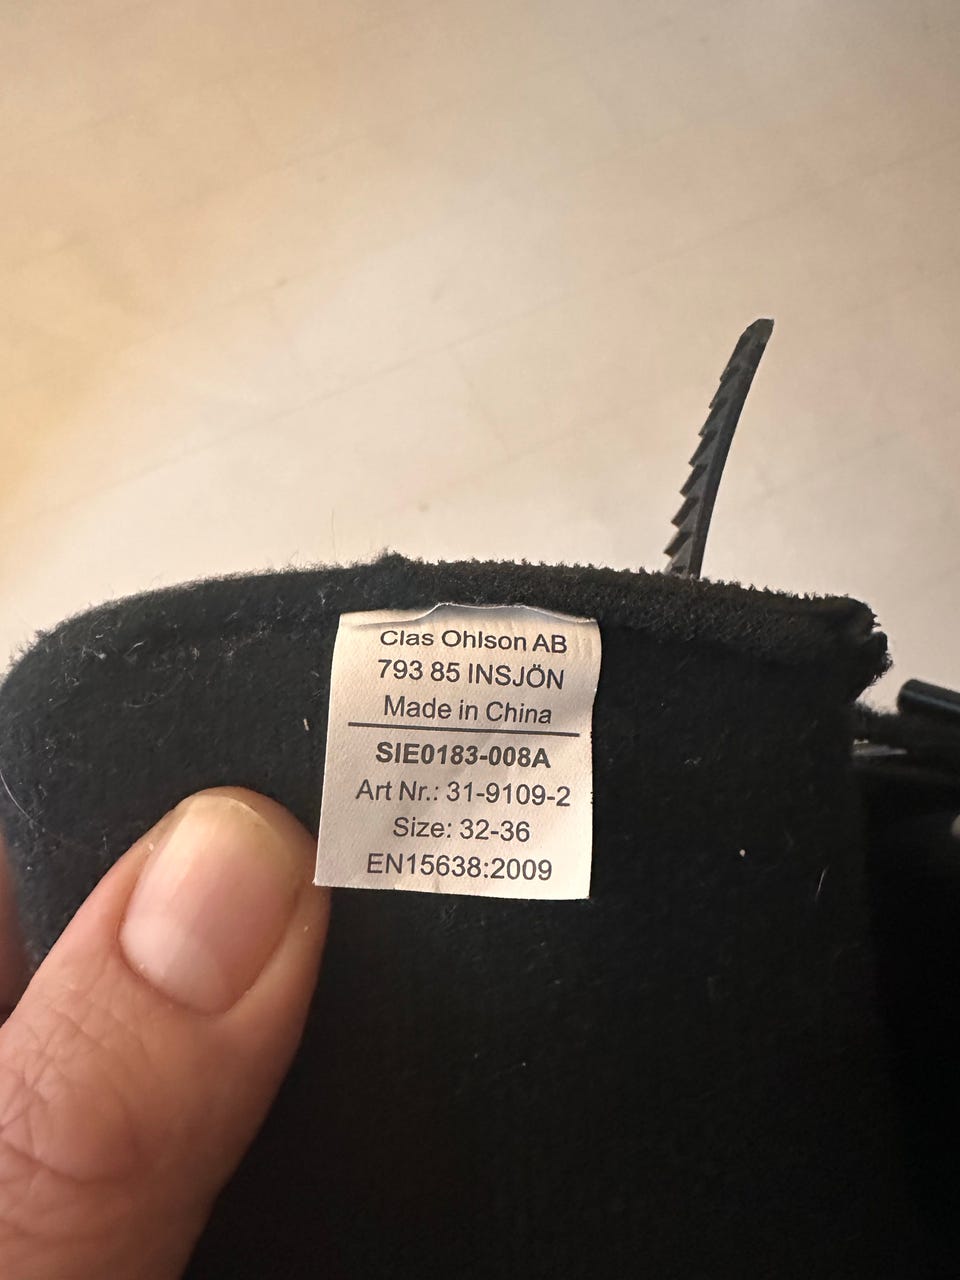 Clas Ohlson AB
793 85 INSJÖN
Made in China
SIE0183-008A
Art Nr.: 31-9109-2
Size: 32-36
EN15638:2009